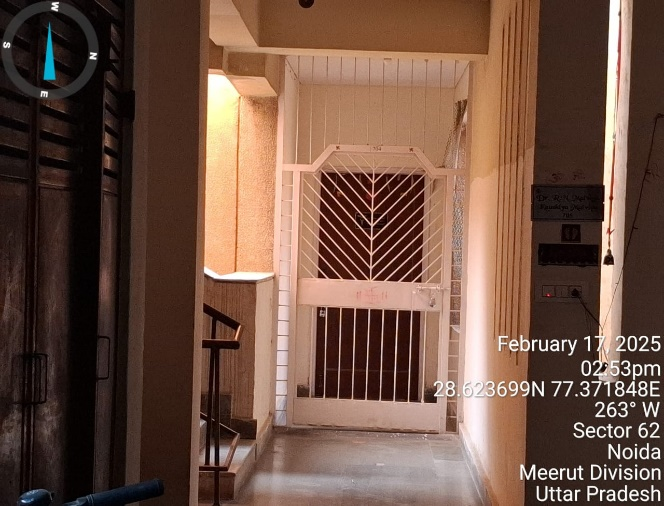 W
N
S
E
February 17, 2025
02:53pm
28.623699N 77.371848E
263° W
Sector 62
Noida
Meerut Division
Uttar Pradesh